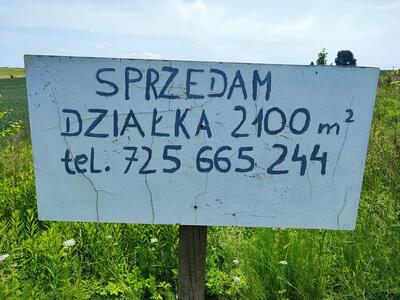 SPRZEDAM
DZIAŁKA 2100 m²
tel. 725 665 244